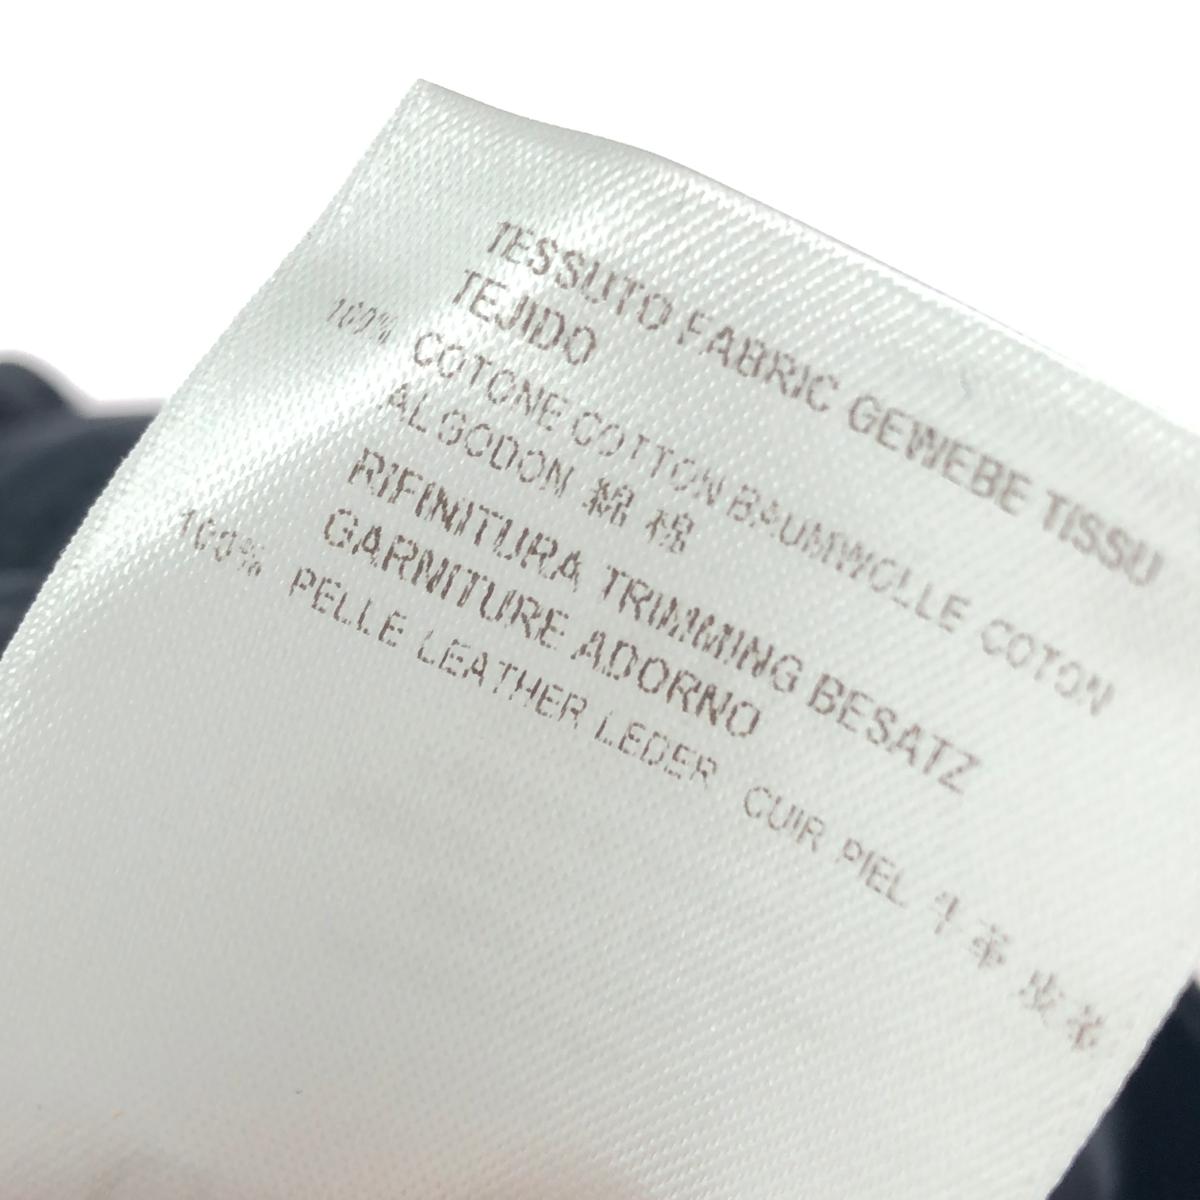 TESSUTO FABRIC GEWEBE TISSU
TEJIDO
100% COTONE COTTON BAUMWOLLE COTON
ALGODON 綿 棉
RIFINITURA TRIMMING BESATZ
GARNITURE ADORNO
100% PELLE LEATHER LEDER CUIR PIEL 牛革 皮革